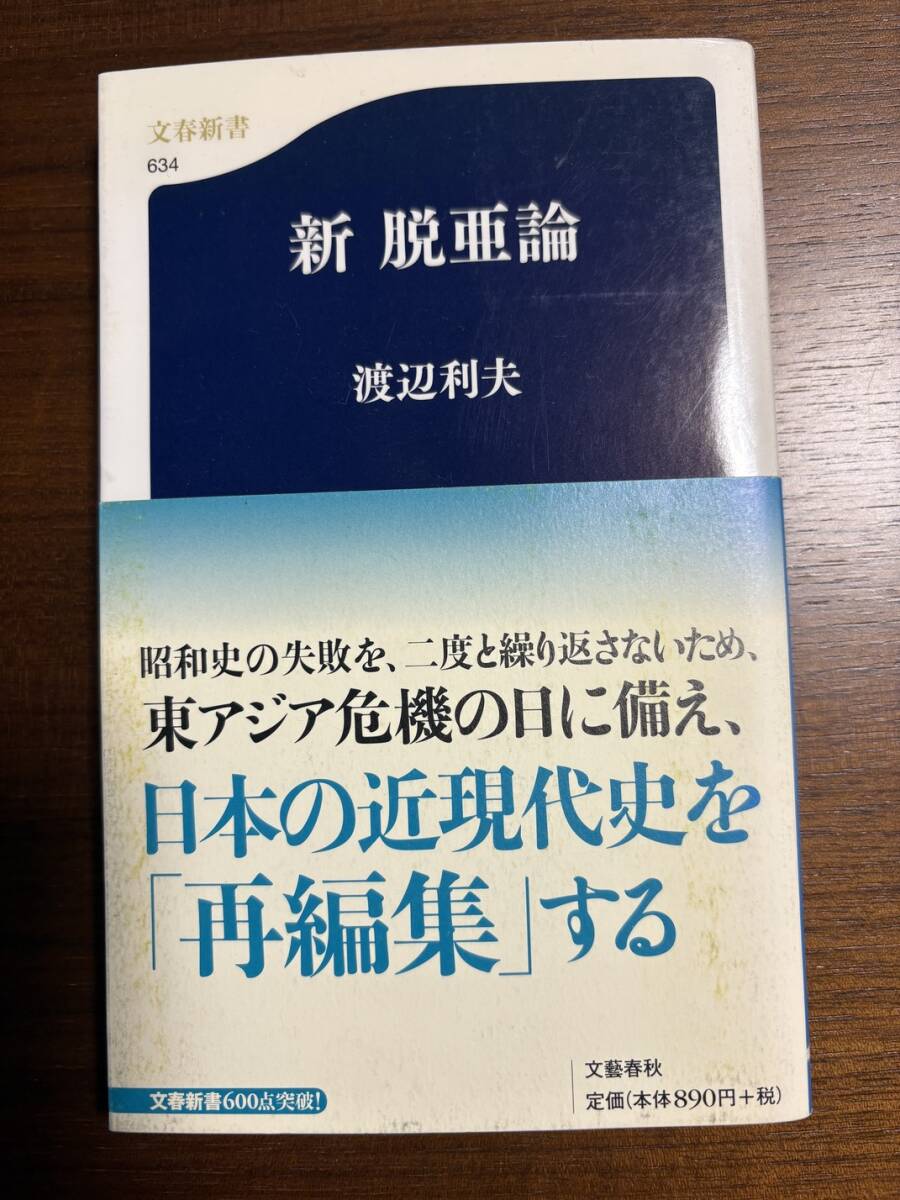 文春新書
634
新 脱亜論
渡辺利夫
昭和史の失敗を、二度と繰り返さないため、
東アジア危機の日に備え、
日本の近現代史を
「再編集」する
文藝春秋
定価(本体890円+税)
文春新書600点突破!